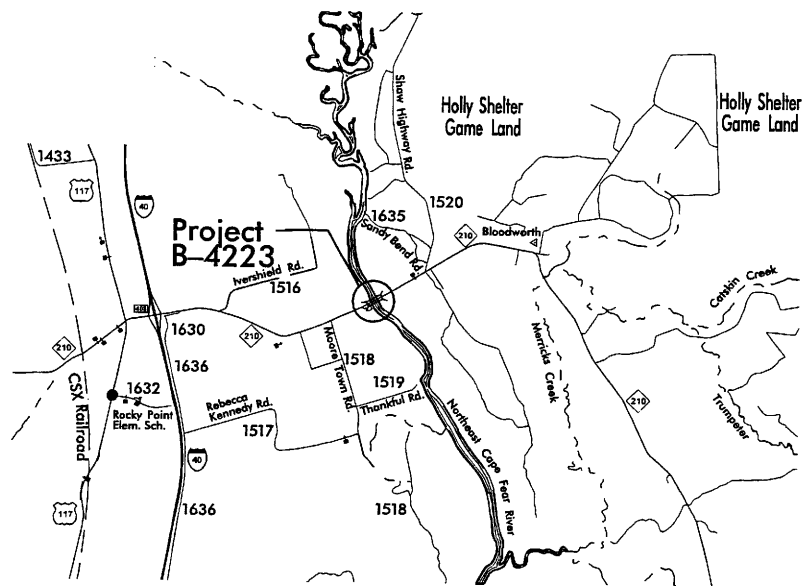 Holly Shelter
Game Land
Holly Shelter
Game Land
Shaw Highway Rd.
1433
117
40
1635
1520
Sandy Bend Rd.
210
Bloodworth
Project
B–4223
Ivershield Rd.
1516
Catskin Creek
1630
210
210
1636
Moore Town Rd.
1518
Merricks Creek
1632
Rocky Point
Elem. Sch.
CSX Railroad
Rebecca
Kennedy Rd.
1517
1519
Thankful Rd.
210
Trumpeter
Northeast Cape Fear River
40
117
1636
1518